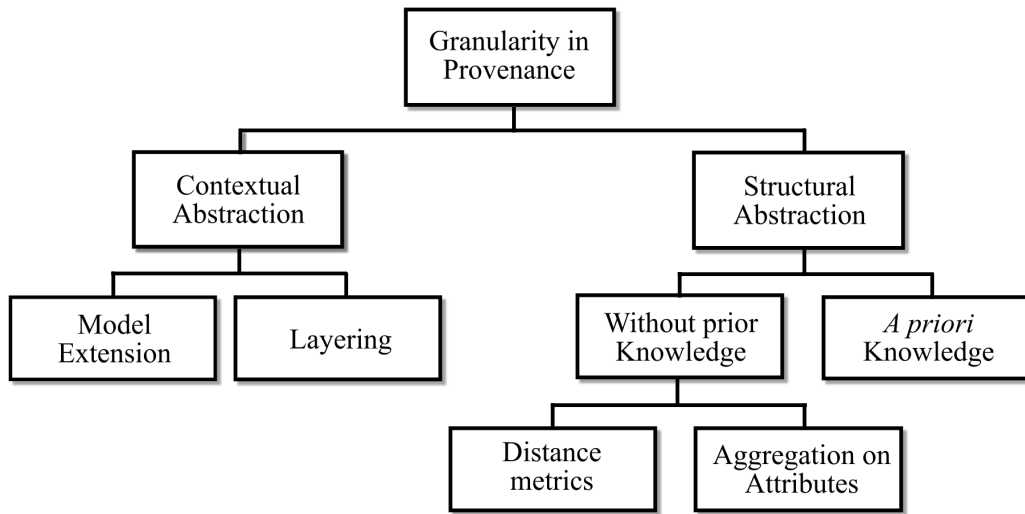 Granularity in
Provenance
Contextual
Abstraction
Structural
Abstraction
Model
Extension
Layering
Without prior
Knowledge
A priori
Knowledge
Distance
metrics
Aggregation on
Attributes